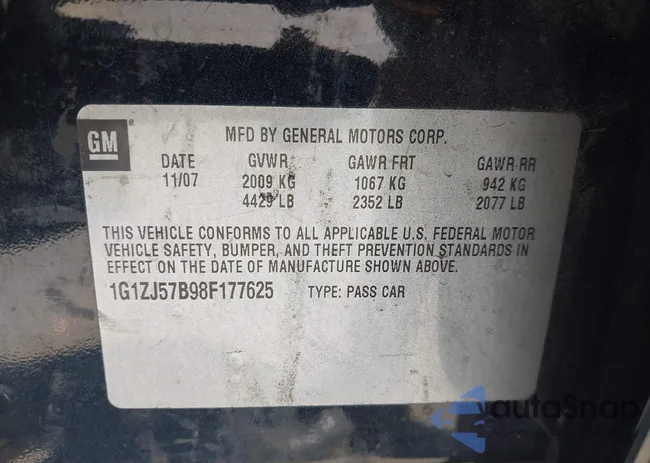 GM
MFD BY GENERAL MOTORS CORP.
DATE GVWR GAWR FRT GAWR RR
11/07 2009 KG 1067 KG 942 KG
4429 LB 2352 LB 2077 LB
THIS VEHICLE CONFORMS TO ALL APPLICABLE U.S. FEDERAL MOTOR
VEHICLE SAFETY, BUMPER, AND THEFT PREVENTION STANDARDS IN
EFFECT ON THE DATE OF MANUFACTURE SHOWN ABOVE.
1G1ZJ57B98F177625 TYPE: PASS CAR
autoSnap